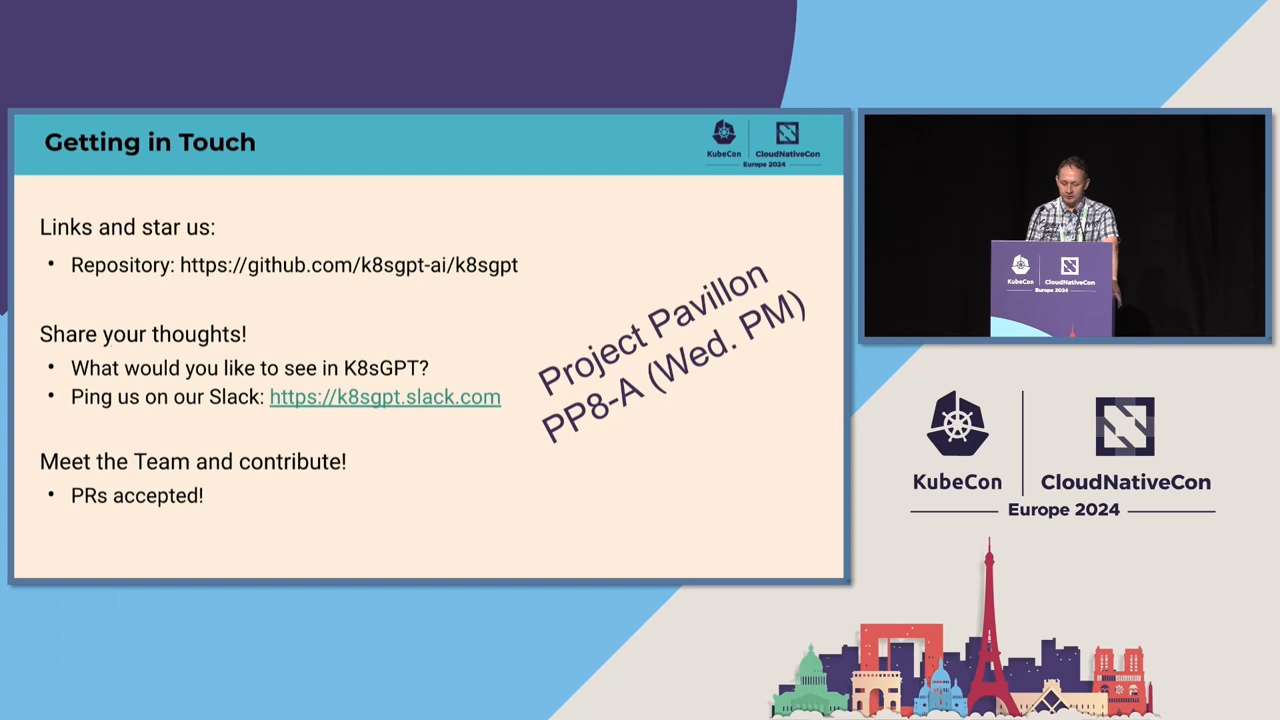 Getting in Touch
KubeCon
CloudNativeCon
Europe 2024
Links and star us:
• Repository: https://github.com/k8sgpt-ai/k8sgpt
Share your thoughts!
• What would you like to see in K8sGPT?
• Ping us on our Slack: https://k8sgpt.slack.com
Meet the Team and contribute!
• PRs accepted!
Project Pavillon
PP8-A (Wed. PM)
KubeCon
CloudNativeCon
Europe 2024
KubeCon
CloudNativeCon
Europe 2024